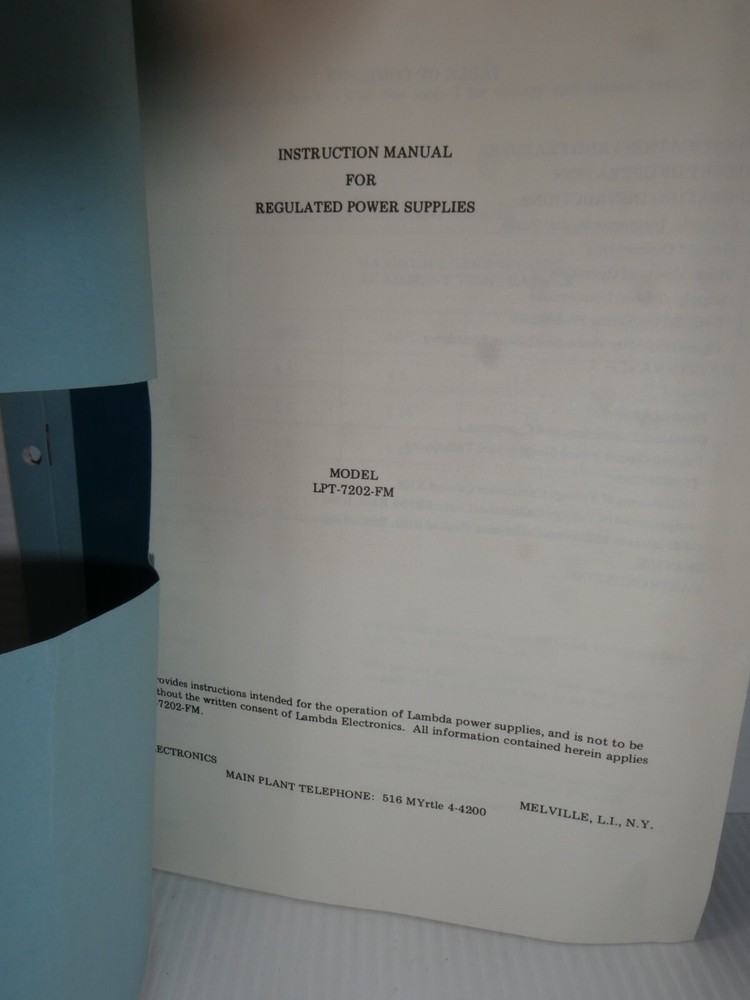 INSTRUCTION MANUAL
FOR
REGULATED POWER SUPPLIES
MODEL
LPT-7202-FM
rovides instructions intended for the operation of Lambda power supplies, and is not to be
thout the written consent of Lambda Electronics. All information contained herein applies
-7202-FM.
ECTRONICS
MAIN PLANT TELEPHONE: 516 MYrtle 4-4200
MELVILLE, L.I., N.Y.